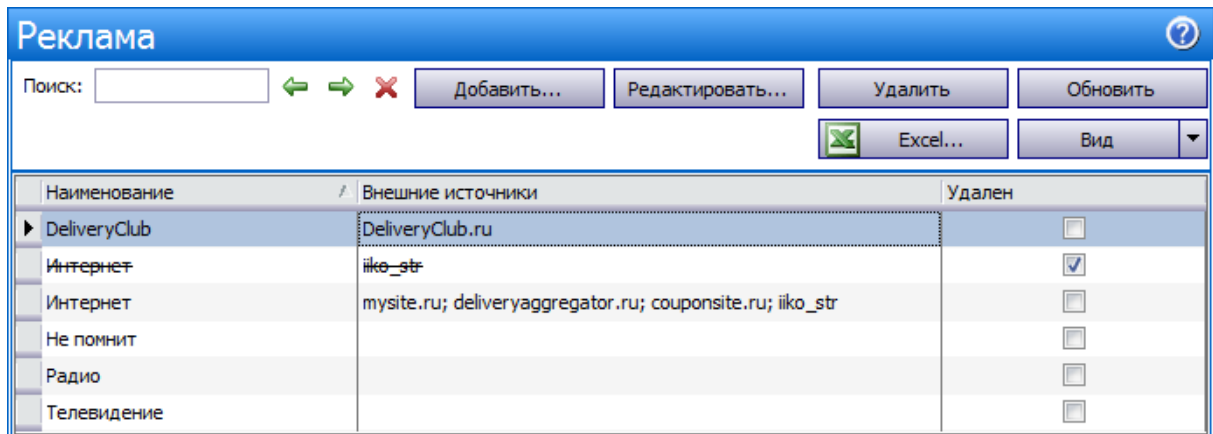 Реклама
Поиск: Добавить... Редактировать... Удалить Обновить
Excel... Вид
Наименование Внешние источники Удален
DeliveryClub DeliveryClub.ru
Интернет iiko_str
Интернет mysite.ru; deliveryaggregator.ru; couponsite.ru; iiko_str
Не помнит
Радио
Телевидение